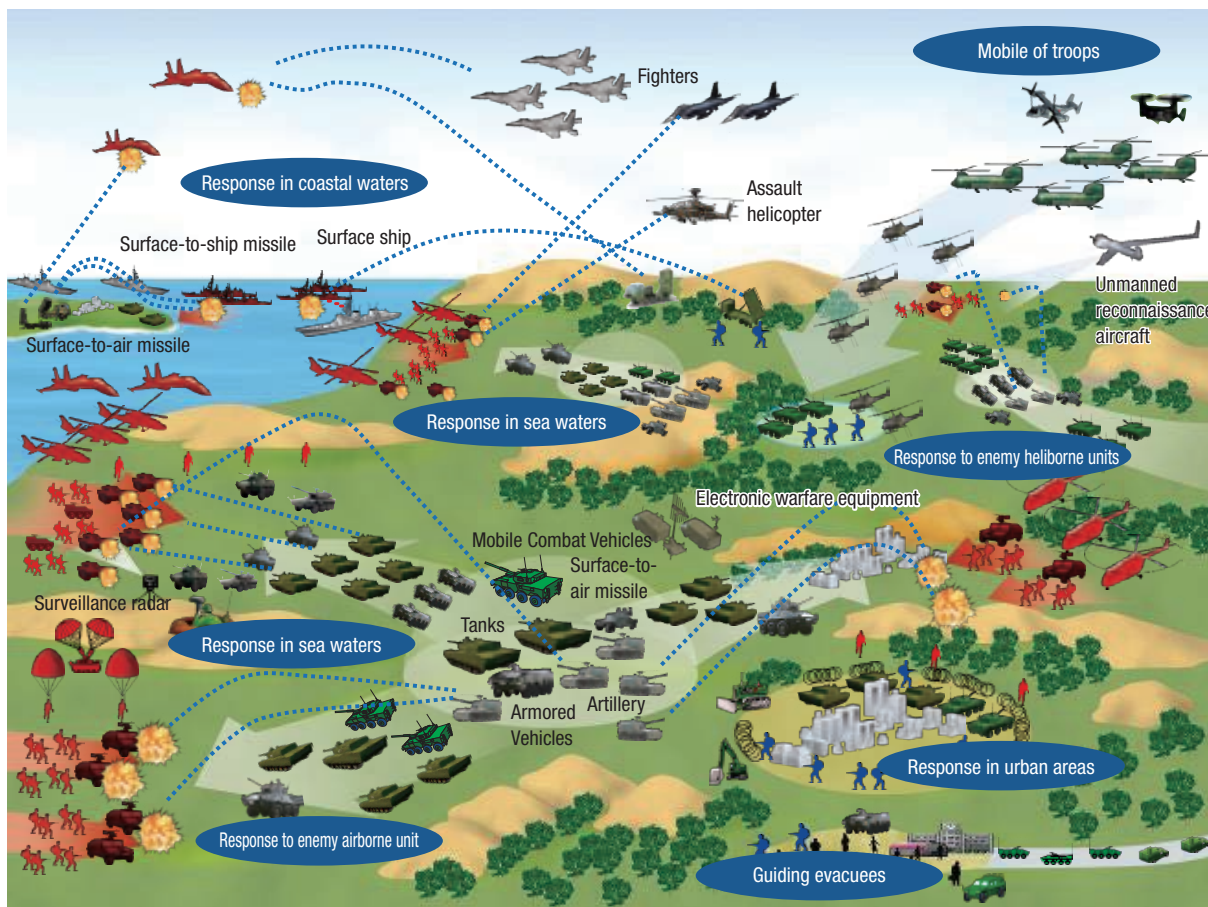 Mobile of troops
Fighters
Response in coastal waters
Assault
helicopter
Surface-to-ship missile
Surface ship
Unmanned
reconnaissance
aircraft
Surface-to-air missile
Response in sea waters
Response to enemy heliborne units
Electronic warfare equipment
Mobile Combat Vehicles
Surface-to-
air missile
Surveillance radar
Tanks
Response in sea waters
Artillery
Armored
Vehicles
Response in urban areas
Response to enemy airborne unit
Guiding evacuees